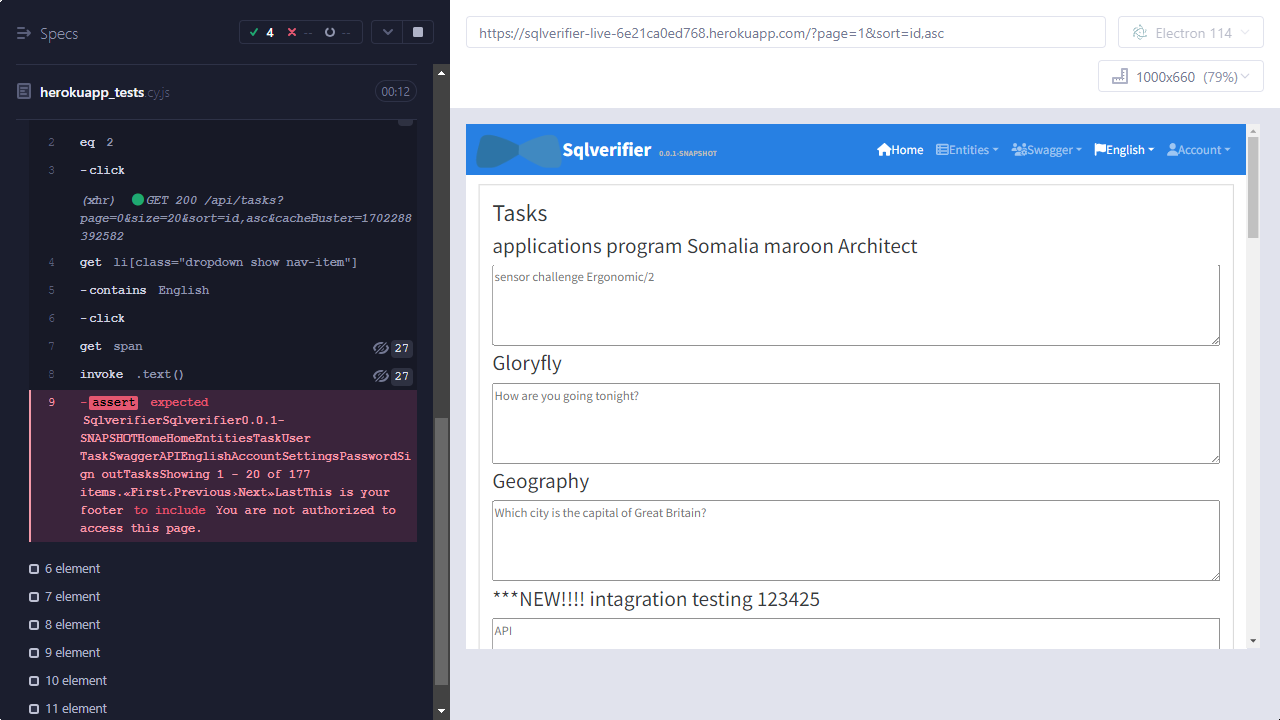 Specs
4
--
--
https://sqlverifier-live-6e21ca0ed768.herokuapp.com/?page=1&sort=id,asc
Electron 114
1000x660 (79%)
herokuapp_tests.cy.js
00:12
2 eq 2
3 -click
(xhr) GET 200 /api/tasks?
page=0&size=20&sort=id,asc&cacheBuster=1702288
392582
4 get li[class="dropdown show nav-item"]
5 -contains English
6 -click
7 get span 27
8 invoke .text() 27
9 -assert expected
SqlverifierSqlverifier0.0.1-
SNAPSHOTHomeHomeEntitiesTaskUser
TaskSwaggerAPIEnglishAccountSettingsPasswordSi
gn outTasksShowing 1 - 20 of 177
items.«First‹Previous›Next»LastThis is your
footer to include You are not authorized to
access this page.
6 element
7 element
8 element
9 element
10 element
11 element
Sqlverifier 0.0.1-SNAPSHOT
Home
Entities
Swagger
English
Account
Tasks
applications program Somalia maroon Architect
sensor challenge Ergonomic/2
Gloryfly
How are you going tonight?
Geography
Which city is the capital of Great Britain?
***NEW!!!! intagration testing 123425
API